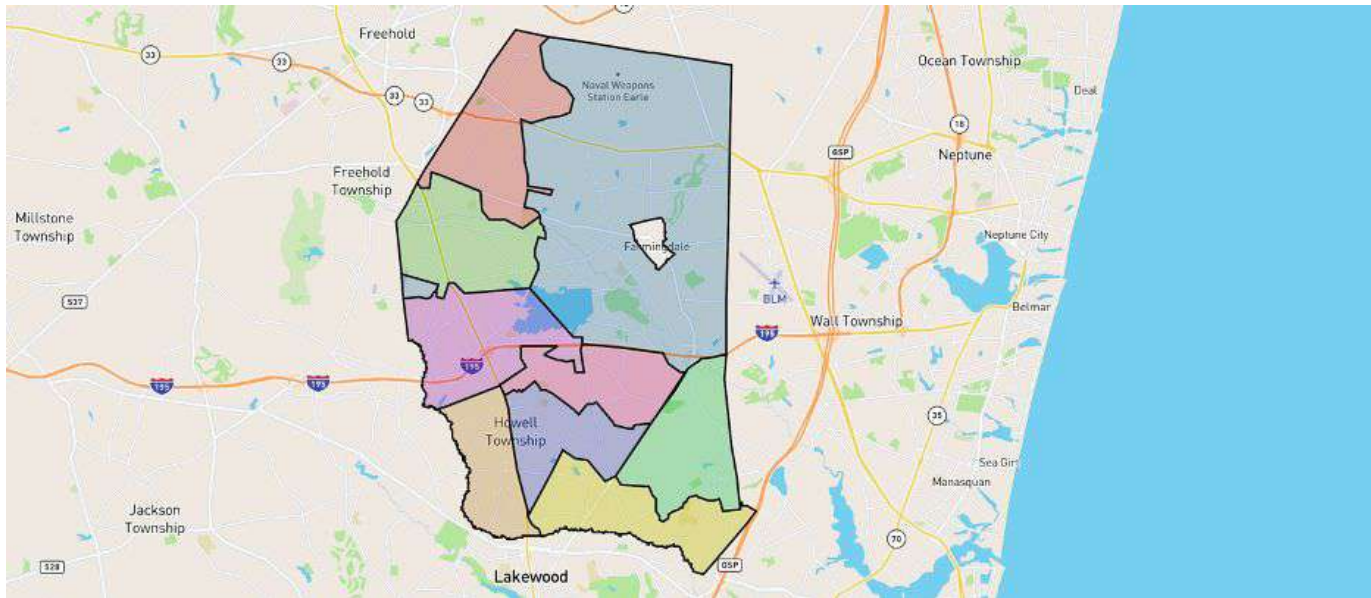 Freehold
33
33
33
33
Naval Weapons
Station Earle
Ocean Township
Deal
18
GSP
Neptune
Freehold
Township
Millstone
Township
Neptune City
Farmingdale
BLM
537
Belmar
Wall Township
195
195
195
195
35
Howell
Township
Sea Girt
Manasquan
Jackson
Township
70
528
GSP
Lakewood